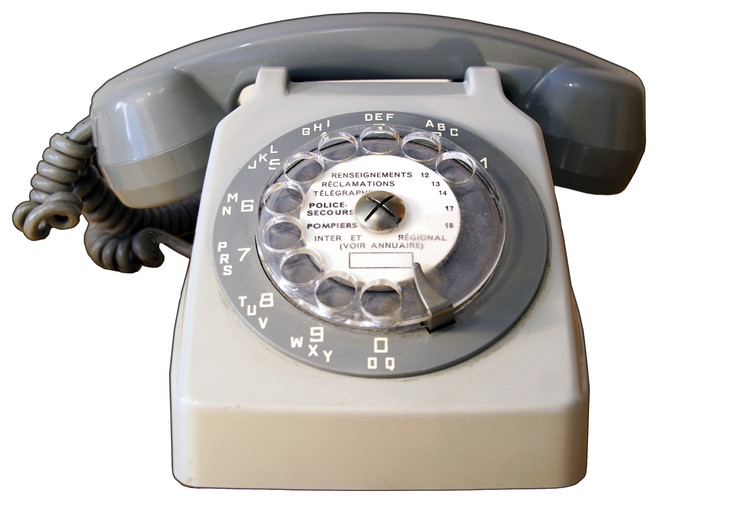 1
ABC
DEF
GHI
JKL 5
MN 6
PRS 7
TUV 8
WXY 9
0
OQ
RENSEIGNEMENTS 12
RÉCLAMATIONS 13
TÉLÉGRAPH 14
POLICE-
SECOURS 17
POMPIERS 18
INTER ET RÉGIONAL
(VOIR ANNUAIRE)